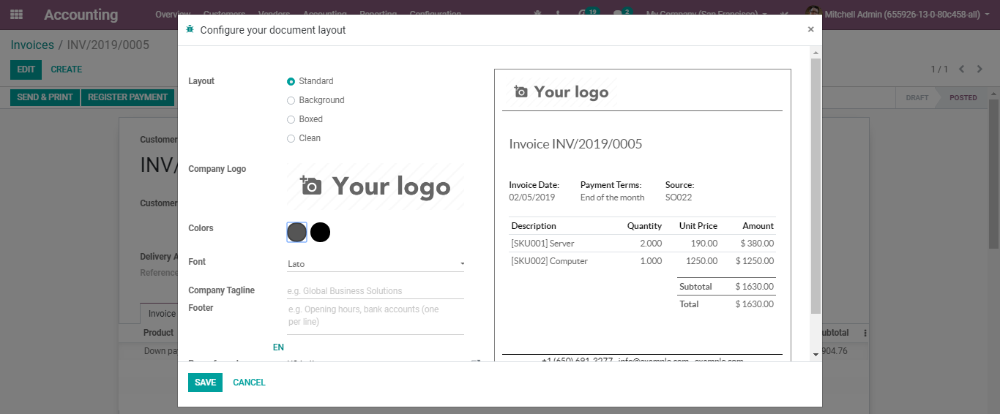 Accounting
Overview Customers Vendors Accounting Reporting Configuration
19 2 My Company (San Francisco) Mitchell Admin (655926-13-0-80c458-all)
Configure your document layout
×
Invoices / INV/2019/0005
EDIT CREATE
1 / 1
SEND & PRINT REGISTER PAYMENT
DRAFT POSTED
Customer
INV/
Customer
Delivery A
Reference
Invoice
Product
ubtotal
Down pa
904.76
Layout
Standard
Background
Boxed
Clean
Company Logo
Your logo
Colors
Font
Lato
Company Tagline
e.g. Global Business Solutions
Footer
e.g. Opening hours, bank accounts (one
per line)
EN
Your logo
Invoice INV/2019/0005
Invoice Date: Payment Terms: Source:
02/05/2019 End of the month SO022
Description Quantity Unit Price Amount
[SKU001] Server 2.000 190.00 $ 380.00
[SKU002] Computer 1.000 1250.00 $ 1250.00
Subtotal $ 1630.00
Total $ 1630.00
+1 (650) 691-3277 info@example.com example.com
SAVE CANCEL